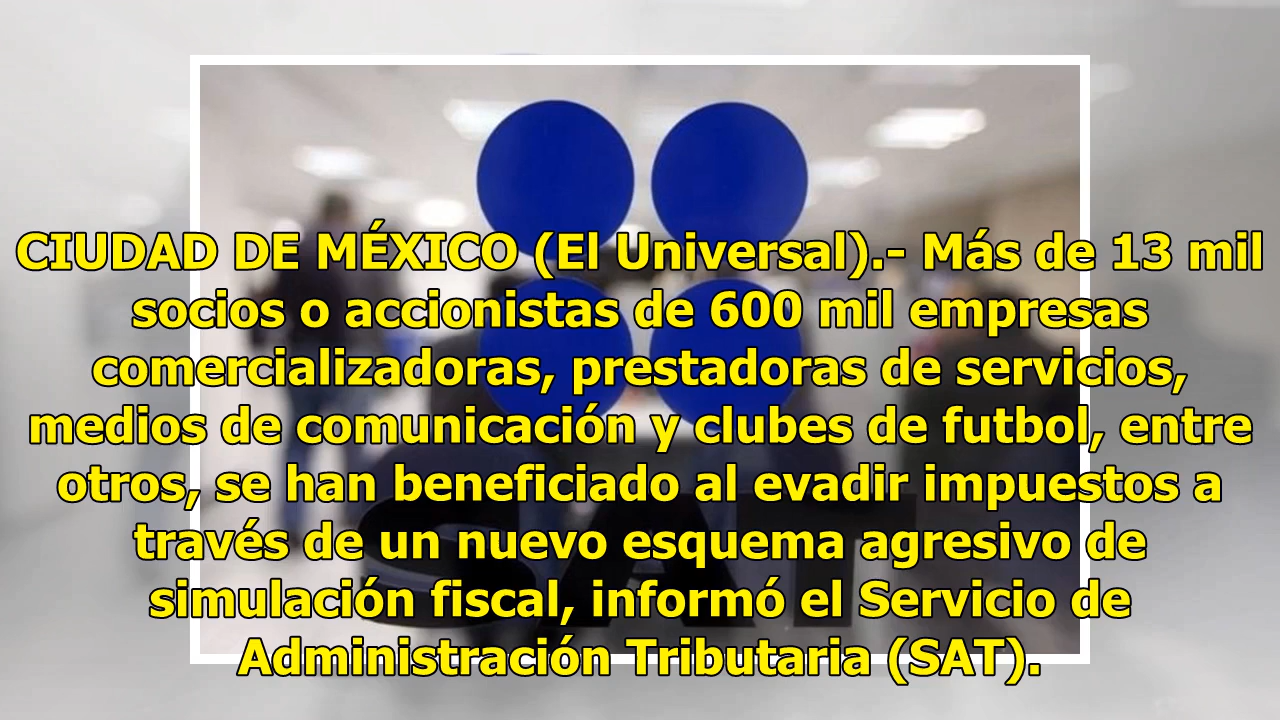 CIUDAD DE MÉXICO (El Universal).- Más de 13 mil
socios o accionistas de 600 mil empresas
comercializadoras, prestadoras de servicios,
medios de comunicación y clubes de futbol, entre
otros, se han beneficiado al evadir impuestos a
través de un nuevo esquema agresivo de
simulación fiscal, informó el Servicio de
Administración Tributaria (SAT).
SAT